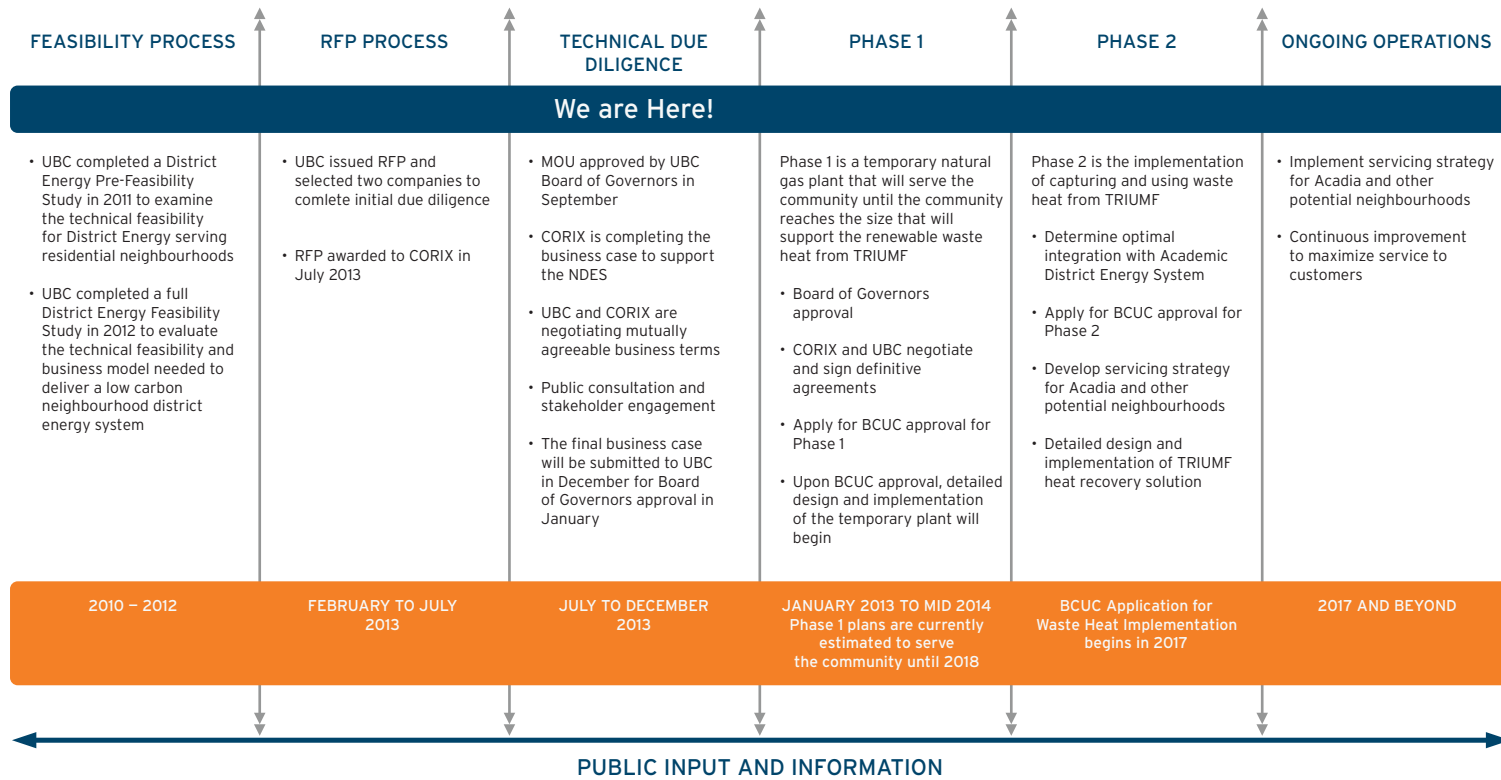 FEASIBILITY PROCESS
RFP PROCESS
TECHNICAL DUE
DILIGENCE
PHASE 1
PHASE 2
ONGOING OPERATIONS
We are Here!
• UBC completed a District
Energy Pre-Feasibility
Study in 2011 to examine
the technical feasibility
for District Energy serving
residential neighbourhoods
• UBC completed a full
District Energy Feasibility
Study in 2012 to evaluate
the technical feasibility and
business model needed to
deliver a low carbon
neighbourhood district
energy system
• UBC issued RFP and
selected two companies to
comlete initial due diligence
• RFP awarded to CORIX in
July 2013
• MOU approved by UBC
Board of Governors in
September
• CORIX is completing the
business case to support
the NDES
• UBC and CORIX are
negotiating mutually
agreeable business terms
• Public consultation and
stakeholder engagement
• The final business case
will be submitted to UBC
in December for Board
of Governors approval in
January
Phase 1 is a temporary natural
gas plant that will serve the
community until the community
reaches the size that will
support the renewable waste
heat from TRIUMF
• Board of Governors
approval
• CORIX and UBC negotiate
and sign definitive
agreements
• Apply for BCUC approval for
Phase 1
• Upon BCUC approval, detailed
design and implementation
of the temporary plant will
begin
Phase 2 is the implementation
of capturing and using waste
heat from TRIUMF
• Determine optimal
integration with Academic
District Energy System
• Apply for BCUC approval for
Phase 2
• Develop servicing strategy
for Acadia and other
potential neighbourhoods
• Detailed design and
implementation of TRIUMF
heat recovery solution
• Implement servicing strategy
for Acadia and other
potential neighbourhoods
• Continuous improvement
to maximize service to
customers
2010 – 2012
FEBRUARY TO JULY
2013
JULY TO DECEMBER
2013
JANUARY 2013 TO MID 2014
Phase 1 plans are currently
estimated to serve
the community until 2018
BCUC Application for
Waste Heat Implementation
begins in 2017
2017 AND BEYOND
PUBLIC INPUT AND INFORMATION